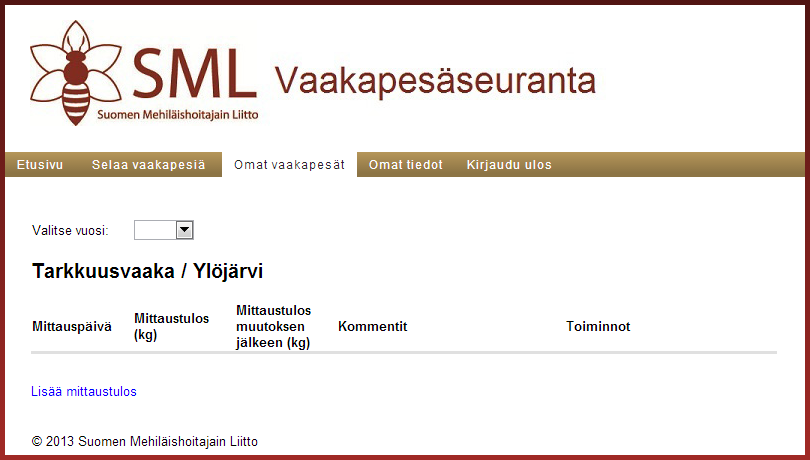 SML
Suomen Mehiläishoitajain Liitto
Vaakapesäseuranta
Etusivu Selaa vaakapesiä Omat vaakapesät Omat tiedot Kirjaudu ulos
Valitse vuosi:
Tarkkuusvaaka / Ylöjärvi
Mittauspäivä
Mittaustulos
(kg)
Mittaustulos
muutoksen
jälkeen (kg)
Kommentit
Toiminnot
Lisää mittaustulos
© 2013 Suomen Mehiläishoitajain Liitto